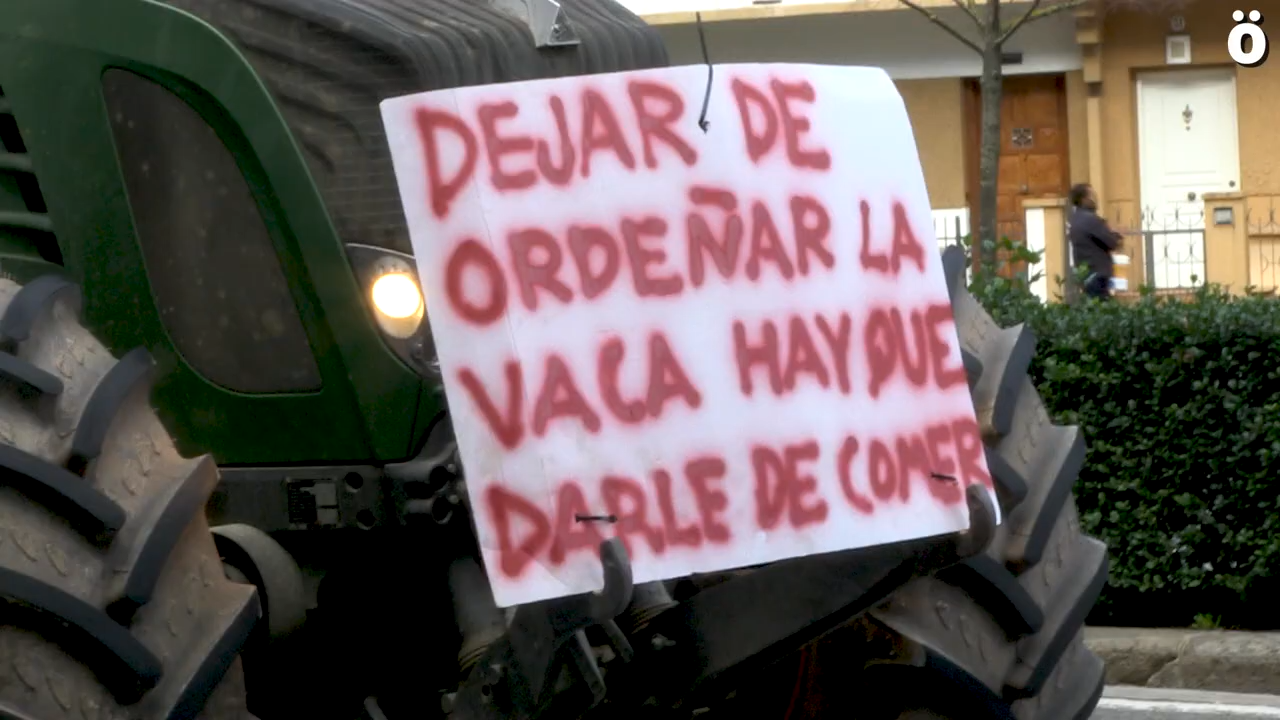 DEJAR DE
ORDEÑAR LA
VACA HAY QUE
DARLE DE COMER
Ö